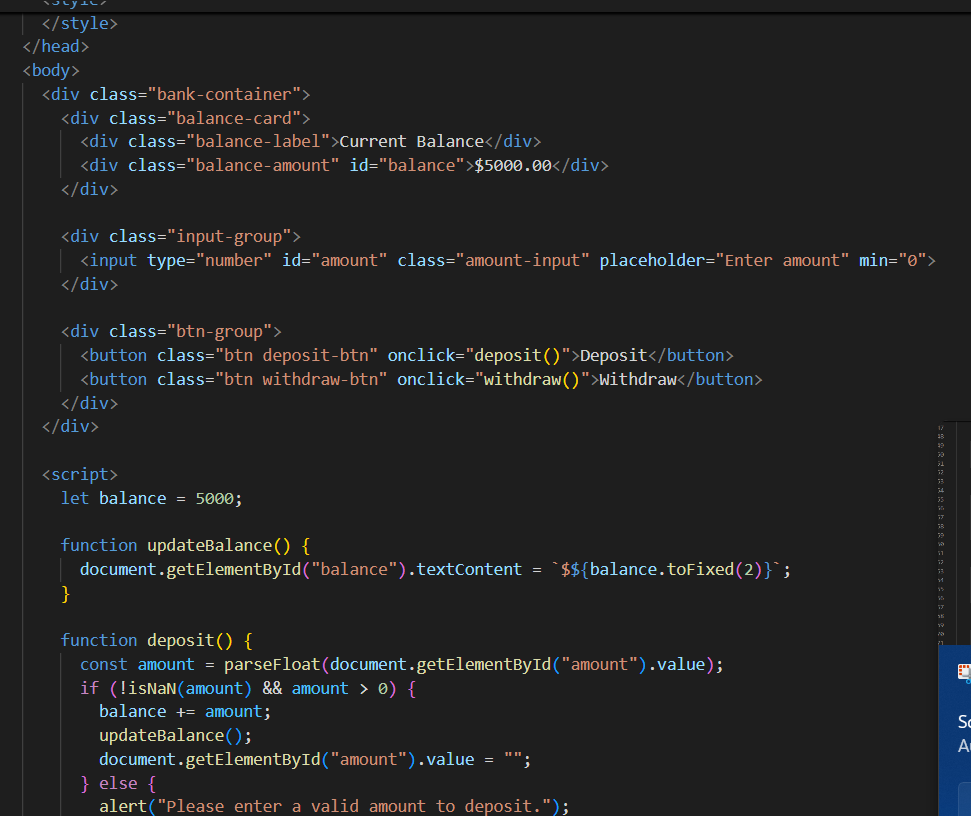 <style>
</style>
</head>
<body>
<div class="bank-container">
<div class="balance-card">
<div class="balance-label">Current Balance</div>
<div class="balance-amount" id="balance">$5000.00</div>
</div>
<div class="input-group">
<input type="number" id="amount" class="amount-input" placeholder="Enter amount" min="0">
</div>
<div class="btn-group">
<button class="btn deposit-btn" onclick="deposit()">Deposit</button>
<button class="btn withdraw-btn" onclick="withdraw()">Withdraw</button>
</div>
</div>
<script>
let balance = 5000;
function updateBalance() {
document.getElementById("balance").textContent = `$${balance.toFixed(2)}`;
}
function deposit() {
const amount = parseFloat(document.getElementById("amount").value);
if (!isNaN(amount) && amount > 0) {
balance += amount;
updateBalance();
document.getElementById("amount").value = "";
} else {
alert("Please enter a valid amount to deposit.");